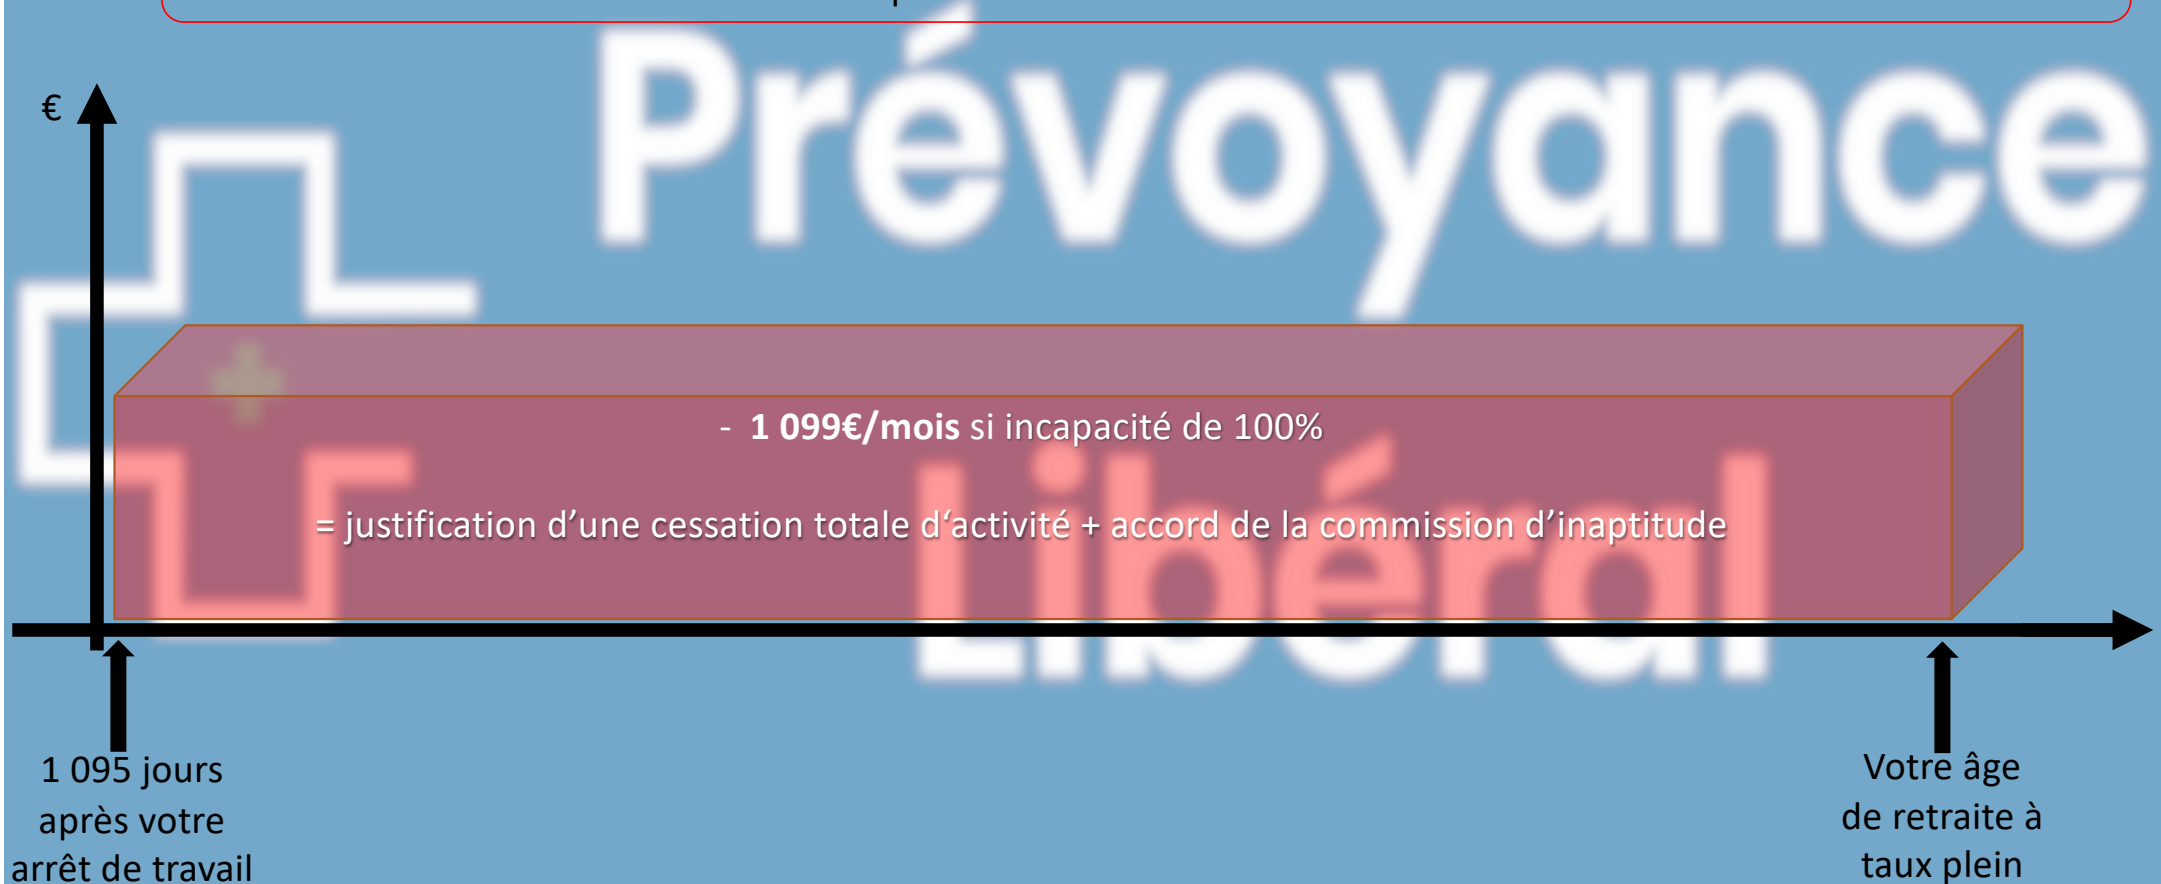 Prévoyance
€
- 1 099€/mois si incapacité de 100%
Libéral
= justification d’une cessation totale d‘activité + accord de la commission d’inaptitude
1 095 jours
après votre
arrêt de travail
Votre âge
de retraite à
taux plein